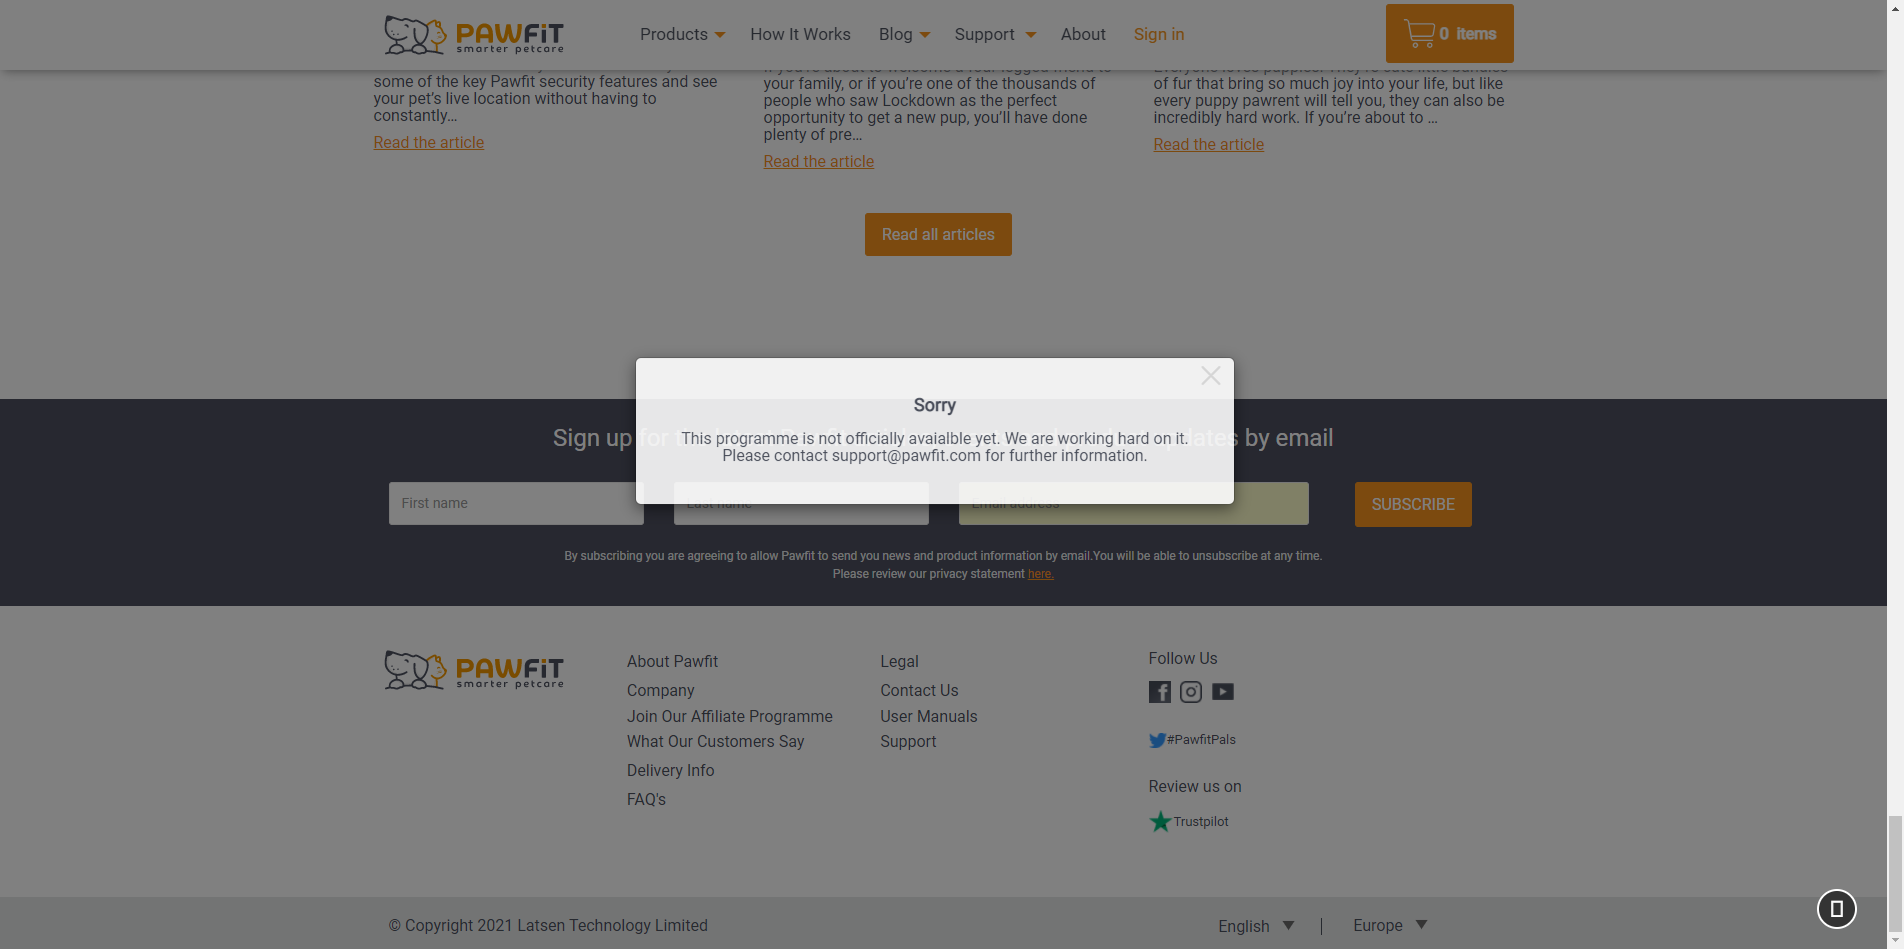 PAWFIT
smarter petcare
Products
How It Works
Blog
Support
About
Sign in
0 items
some of the key Pawfit security features and see
your pet's live location without having to
constantly...
Read the article
your family, or if you're one of the thousands of
people who saw Lockdown as the perfect
opportunity to get a new pup, you'll have done
plenty of pre...
Read the article
of fur that bring so much joy into your life, but like
every puppy pawrent will tell you, they can also be
incredibly hard work. If you're about to ...
Read the article
Read all articles
Sorry
This programme is not officially avaialble yet. We are working hard on it.
Please contact support@pawfit.com for further information.
Sign up for the latest Pawfit updates by email
First name
Last name
Email address
SUBSCRIBE
By subscribing you are agreeing to allow Pawfit to send you news and product information by email.You will be able to unsubscribe at any time.
Please review our privacy statement here.
PAWFIT
smarter petcare
About Pawfit
Company
Join Our Affiliate Programme
What Our Customers Say
Delivery Info
FAQ's
Legal
Contact Us
User Manuals
Support
Follow Us
#PawfitPals
Review us on
Trustpilot
© Copyright 2021 Latsen Technology Limited
English
Europe